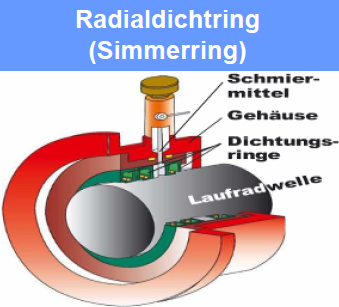 Radialdichtring
(Simmerring)
Schmier-
mittel
Gehäuse
Dichtungs-
ringe
Laufradwelle